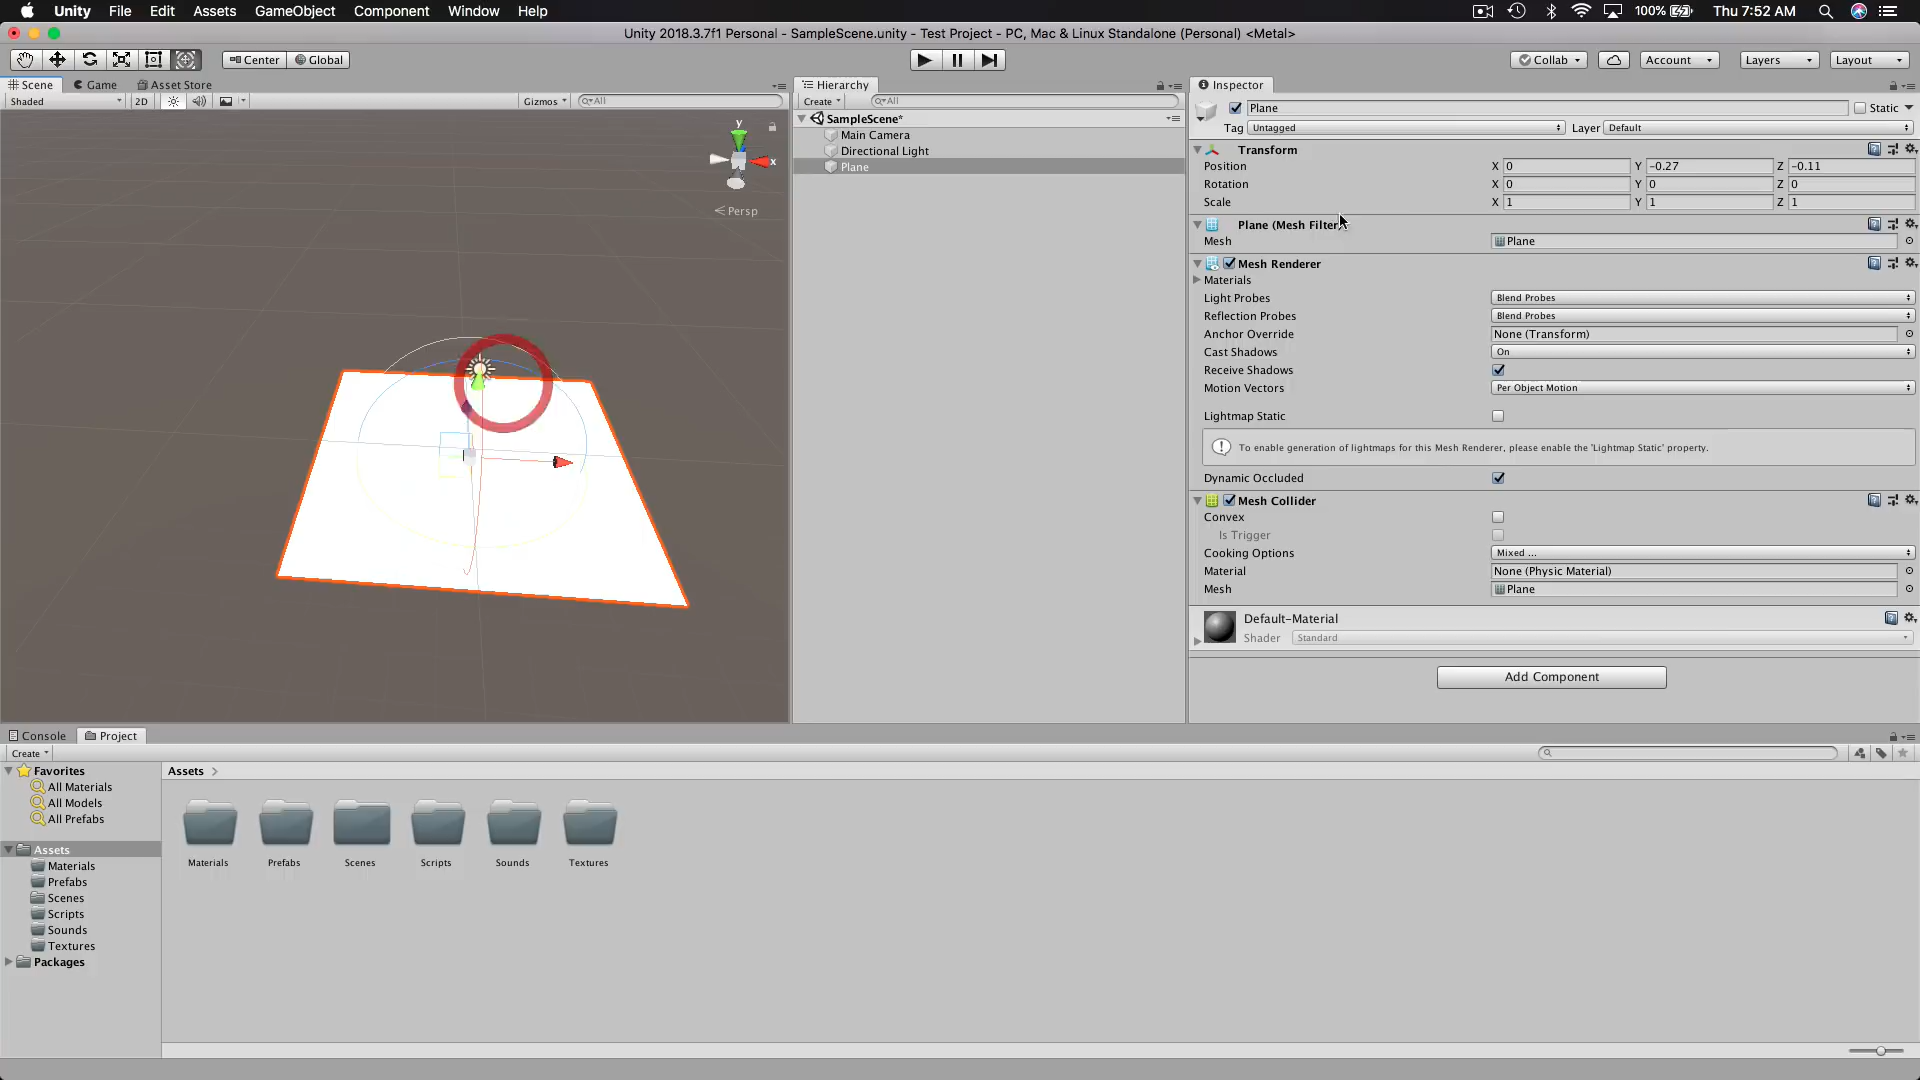 Unity File Edit Assets GameObject Component Window Help 100% Thu 7:52 AM
Unity 2018.3.7f1 Personal - SampleScene.unity - Test Project - PC, Mac & Linux Standalone (Personal) <Metal>
Center Global Collab Account Layers Layout
Scene Game Asset Store
Shaded 2D Gizmos All
y
x
Persp
Hierarchy
Create All
SampleScene*
Main Camera
Directional Light
Plane
Inspector
Plane Static
Tag Untagged Layer Default
Transform
Position X 0 Y -0.27 Z -0.11
Rotation X 0 Y 0 Z 0
Scale X 1 Y 1 Z 1
Plane (Mesh Filter)
Mesh Plane
Mesh Renderer
Materials
Light Probes Blend Probes
Reflection Probes Blend Probes
Anchor Override None (Transform)
Cast Shadows On
Receive Shadows
Motion Vectors Per Object Motion
Lightmap Static
To enable generation of lightmaps for this Mesh Renderer, please enable the 'Lightmap Static' property.
Dynamic Occluded
Mesh Collider
Convex
Is Trigger
Cooking Options Mixed ...
Material None (Physic Material)
Mesh Plane
Default-Material
Shader Standard
Add Component
Console Project
Create
Favorites
All Materials
All Models
All Prefabs
Assets
Materials
Prefabs
Scenes
Scripts
Sounds
Textures
Packages
Assets
Materials Prefabs Scenes Scripts Sounds Textures